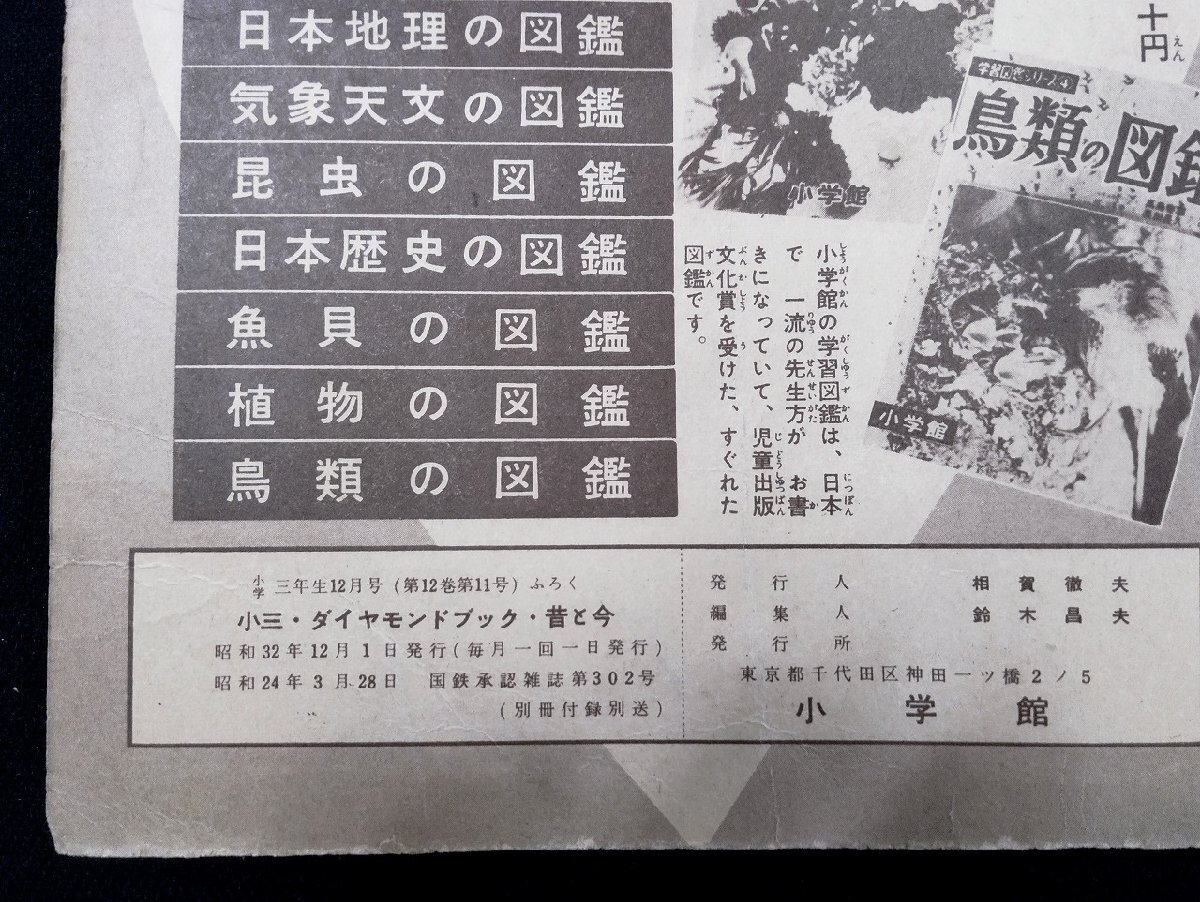 日本地理の図鑑
気象天文の図鑑
昆虫の図鑑
日本歴史の図鑑
魚貝の図鑑
植物の図鑑
鳥類の図鑑
十円
えん
小学館
学習図鑑シリーズ4
鳥類の図鑑
小学館
小学館の学習図鑑は、日本
で 一流の先生方が お書
きになっていて、児童出版
文化賞を受けた、すぐれた
図鑑です。
小学三年生12月号(第12巻第11号)ふろく
小三・ダイヤモンドブック・昔と今
昭和32年12月1日発行(毎月一回一日発行)
昭和24年3月28日 国鉄承認雑誌第302号
(別冊付録別送)
発行人 相賀徹夫
編集人 鈴木昌夫
発行所
東京都千代田区神田一ツ橋2ノ5
小学館